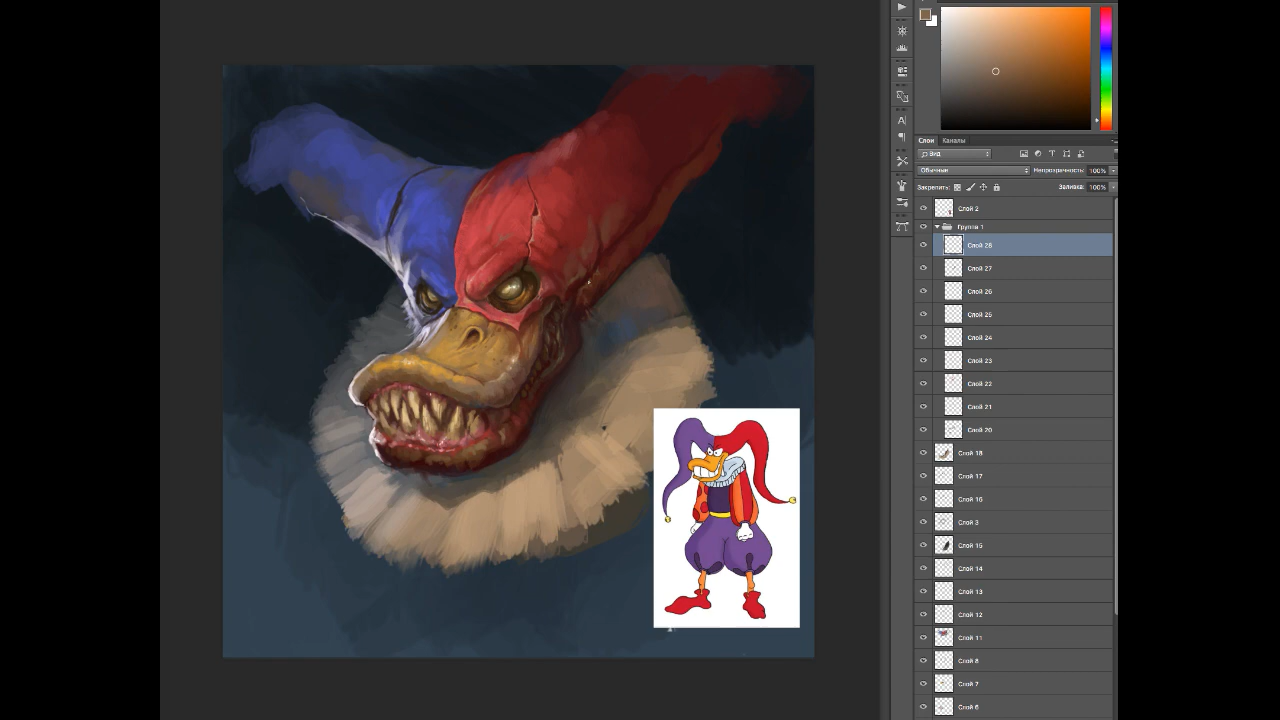 Слои Каналы
Вид
Обычные Непрозрачность: 100%
Закрепить: Заливка: 100%
Слой 2
Группа 1
Слой 28
Слой 27
Слой 26
Слой 25
Слой 24
Слой 23
Слой 22
Слой 21
Слой 20
Слой 18
Слой 17
Слой 16
Слой 3
Слой 15
Слой 14
Слой 13
Слой 12
Слой 11
Слой 8
Слой 7
Слой 6